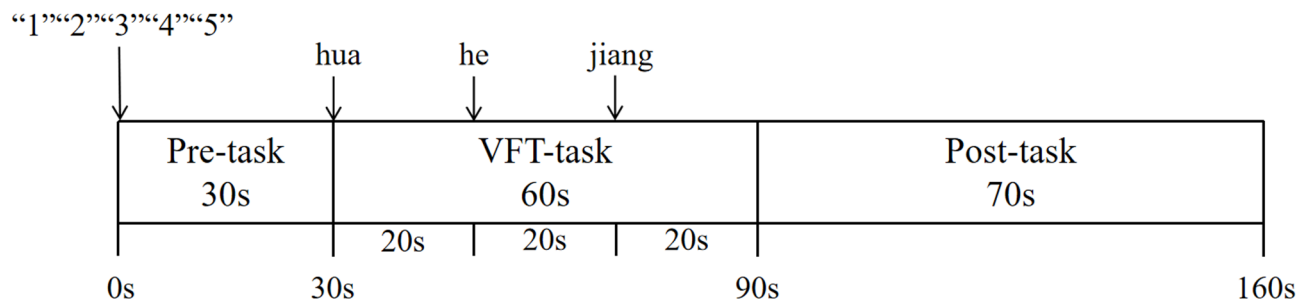 “1”“2”“3”“4”“5”
hua he jiang
Pre-task VFT-task Post-task
30s 60s 70s
20s 20s 20s
0s 30s 90s 160s